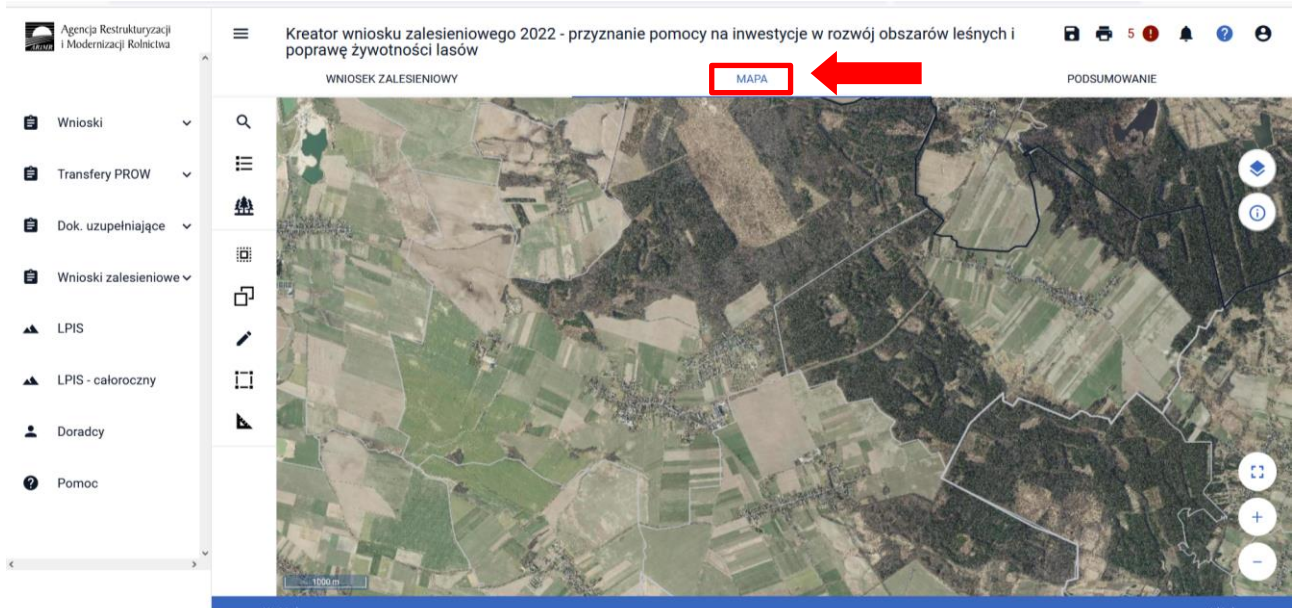 Agencja Restrukturyzacji
i Modernizacji Rolnictwa
ARiMR
Kreator wniosku zalesieniowego 2022 - przyznanie pomocy na inwestycje w rozwój obszarów leśnych i
poprawę żywotności lasów
5
WNIOSEK ZALESIENIOWY
MAPA
PODSUMOWANIE
Wnioski
Transfery PROW
Dok. uzupełniające
Wnioski zalesieniowe
LPIS
LPIS - całoroczny
Doradcy
Pomoc
1000 m